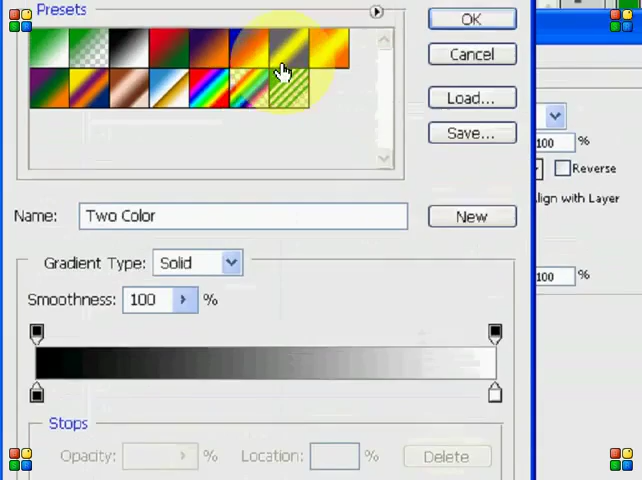 Presets
OK
Cancel
Load...
Save...
100 %
Reverse
lign with Layer
Name: Two Color
New
Gradient Type: Solid
100 %
Smoothness: 100 %
Stops
Opacity: %
Location: %
Delete